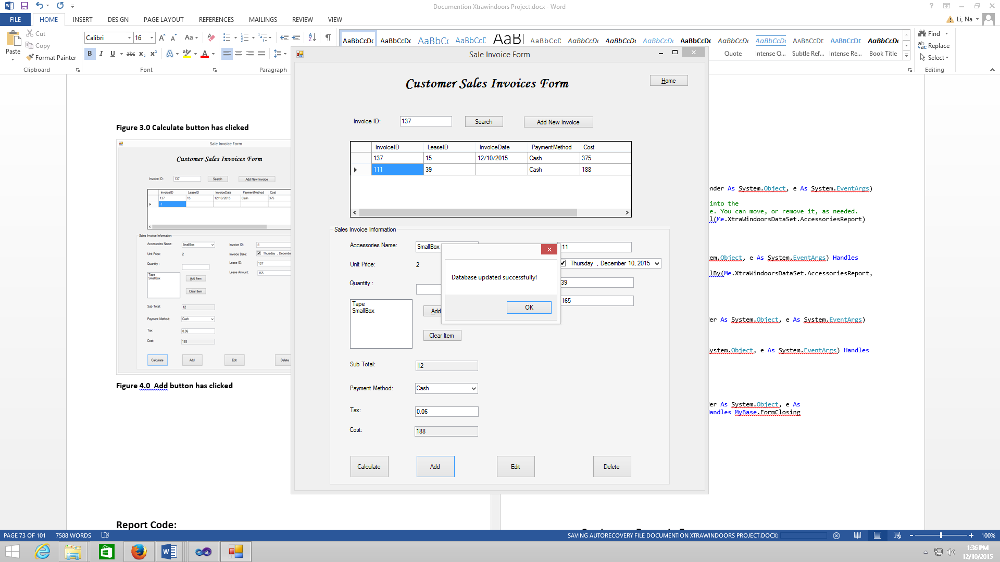 Documention Xtrawindoors Project.docx - Word
FILE HOME INSERT DESIGN PAGE LAYOUT REFERENCES MAILINGS REVIEW VIEW Li, Na
Paste Cut Copy Format Painter
Calibri 16 Aa
B I U abc x₂ x² A ab A
AaBbCcDc AaBbCcDc AaBbCc AaBbCcD AaBl AaBbCcD AaBbCcDc AaBbCcDc AaBbCcDc AaBbCcDc AaBbCcDc AaBbCcDc AABBCCDE AABBCCDE AaBbCcDc
Quote Intense Q... Subtle Ref... Intense Re... Book Title
Find Replace Select
Clipboard Font Paragraph Editing
Figure 3.0 Calculate button has clicked
Sale Invoice Form
Customer Sales Invoices Form
Invoice ID: 137 Search Add New Invoice
InvoiceID LeaseID InvoiceDate PaymentMethod Cost
137 15 12/10/2015 Cash 375
-1
Sales Invoice Information
Accessories Name: SmallBox Invoice ID: -1
Unit Price: 2 Invoice Date: Thursday , Decembe
Quantity : Lease ID: 137
Tape
SmallBox
Add Item
Clear Item
Lease Amount: 165
Sub Total: 12
Payment Method: Cash
Tax: 0.06
Cost: 188
Calculate Add Edit Delete
Figure 4.0 Add button has clicked
Report Code:
Sale Invoice Form
Customer Sales Invoices Form
Home
Invoice ID: 137 Search Add New Invoice
InvoiceID LeaseID InvoiceDate PaymentMethod Cost
137 15 12/10/2015 Cash 375
111 39 Cash 188
Sales Invoice Information
Accessories Name: SmallBox 11
Unit Price: 2 Thursday , December 10, 2015
Quantity : 39
165
Tape
SmallBox
Add
Clear Item
Database updated successfully!
OK
Sub Total: 12
Payment Method: Cash
Tax: 0.06
Cost: 188
Calculate Add Edit Delete
nder As System.Object, e As System.EventArgs)
into the
e. You can move, or remove it, as needed.
ll(Me.XtraWindoorsDataSet.AccessoriesReport)
em.Object, e As System.EventArgs) Handles
llBy(Me.XtraWindoorsDataSet.AccessoriesReport,
er As System.Object, e As System.EventArgs)
ystem.Object, e As System.EventArgs) Handles
er As System.Object, e As
andles MyBase.FormClosing
PAGE 73 OF 101 7588 WORDS SAVING AUTORECOVERY FILE DOCUMENTION XTRAWINDOORS PROJECT.DOCX: 100%
1:36 PM
12/10/2015